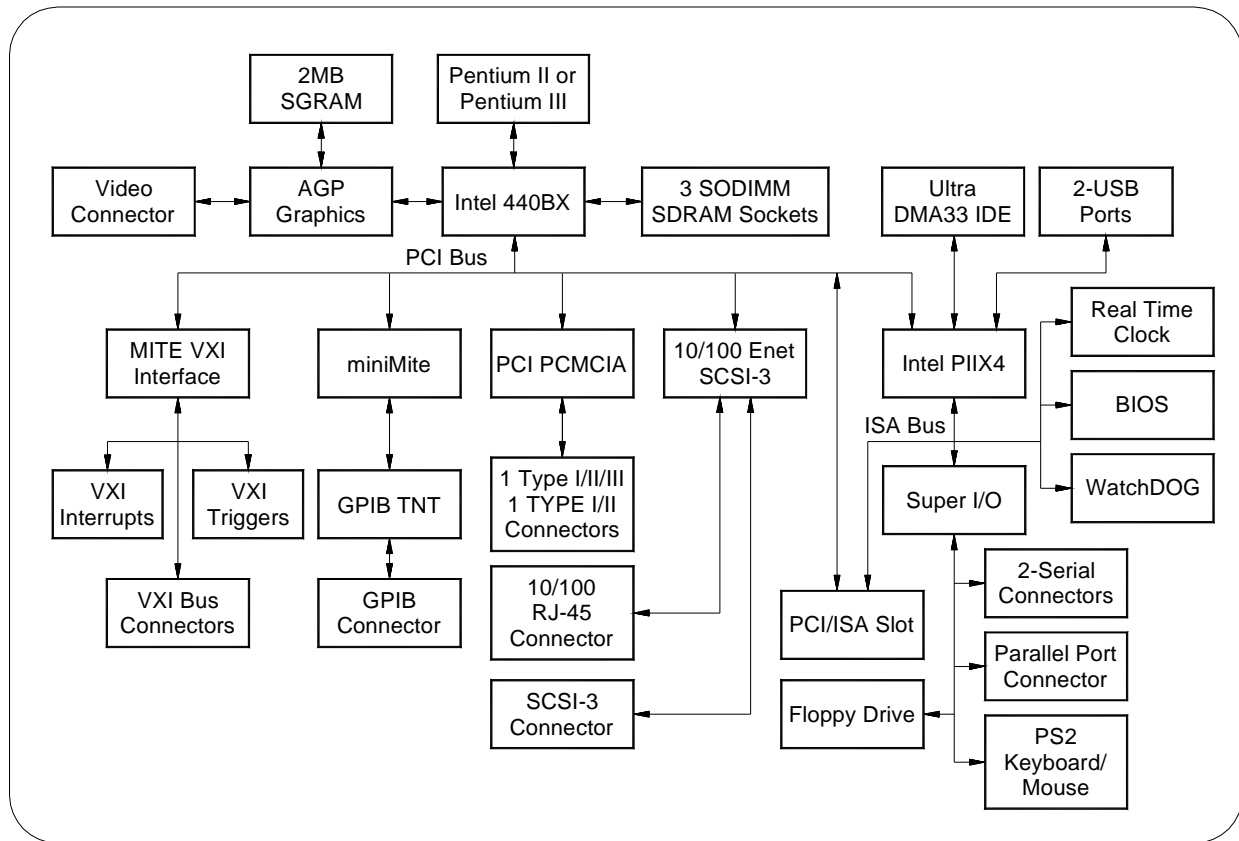 2MB
SGRAM
Pentium II or
Pentium III
Video
Connector
AGP
Graphics
Intel 440BX
3 SODIMM
SDRAM Sockets
Ultra
DMA33 IDE
2-USB
Ports
PCI Bus
MITE VXI
Interface
miniMite
PCI PCMCIA
10/100 Enet
SCSI-3
Intel PIIX4
Real Time
Clock
BIOS
ISA Bus
WatchDOG
VXI
Interrupts
VXI
Triggers
GPIB TNT
1 Type I/II/III
1 TYPE I/II
Connectors
Super I/O
VXI Bus
Connectors
GPIB
Connector
10/100
RJ-45
Connector
PCI/ISA Slot
2-Serial
Connectors
Parallel Port
Connector
SCSI-3
Connector
Floppy Drive
PS2
Keyboard/
Mouse